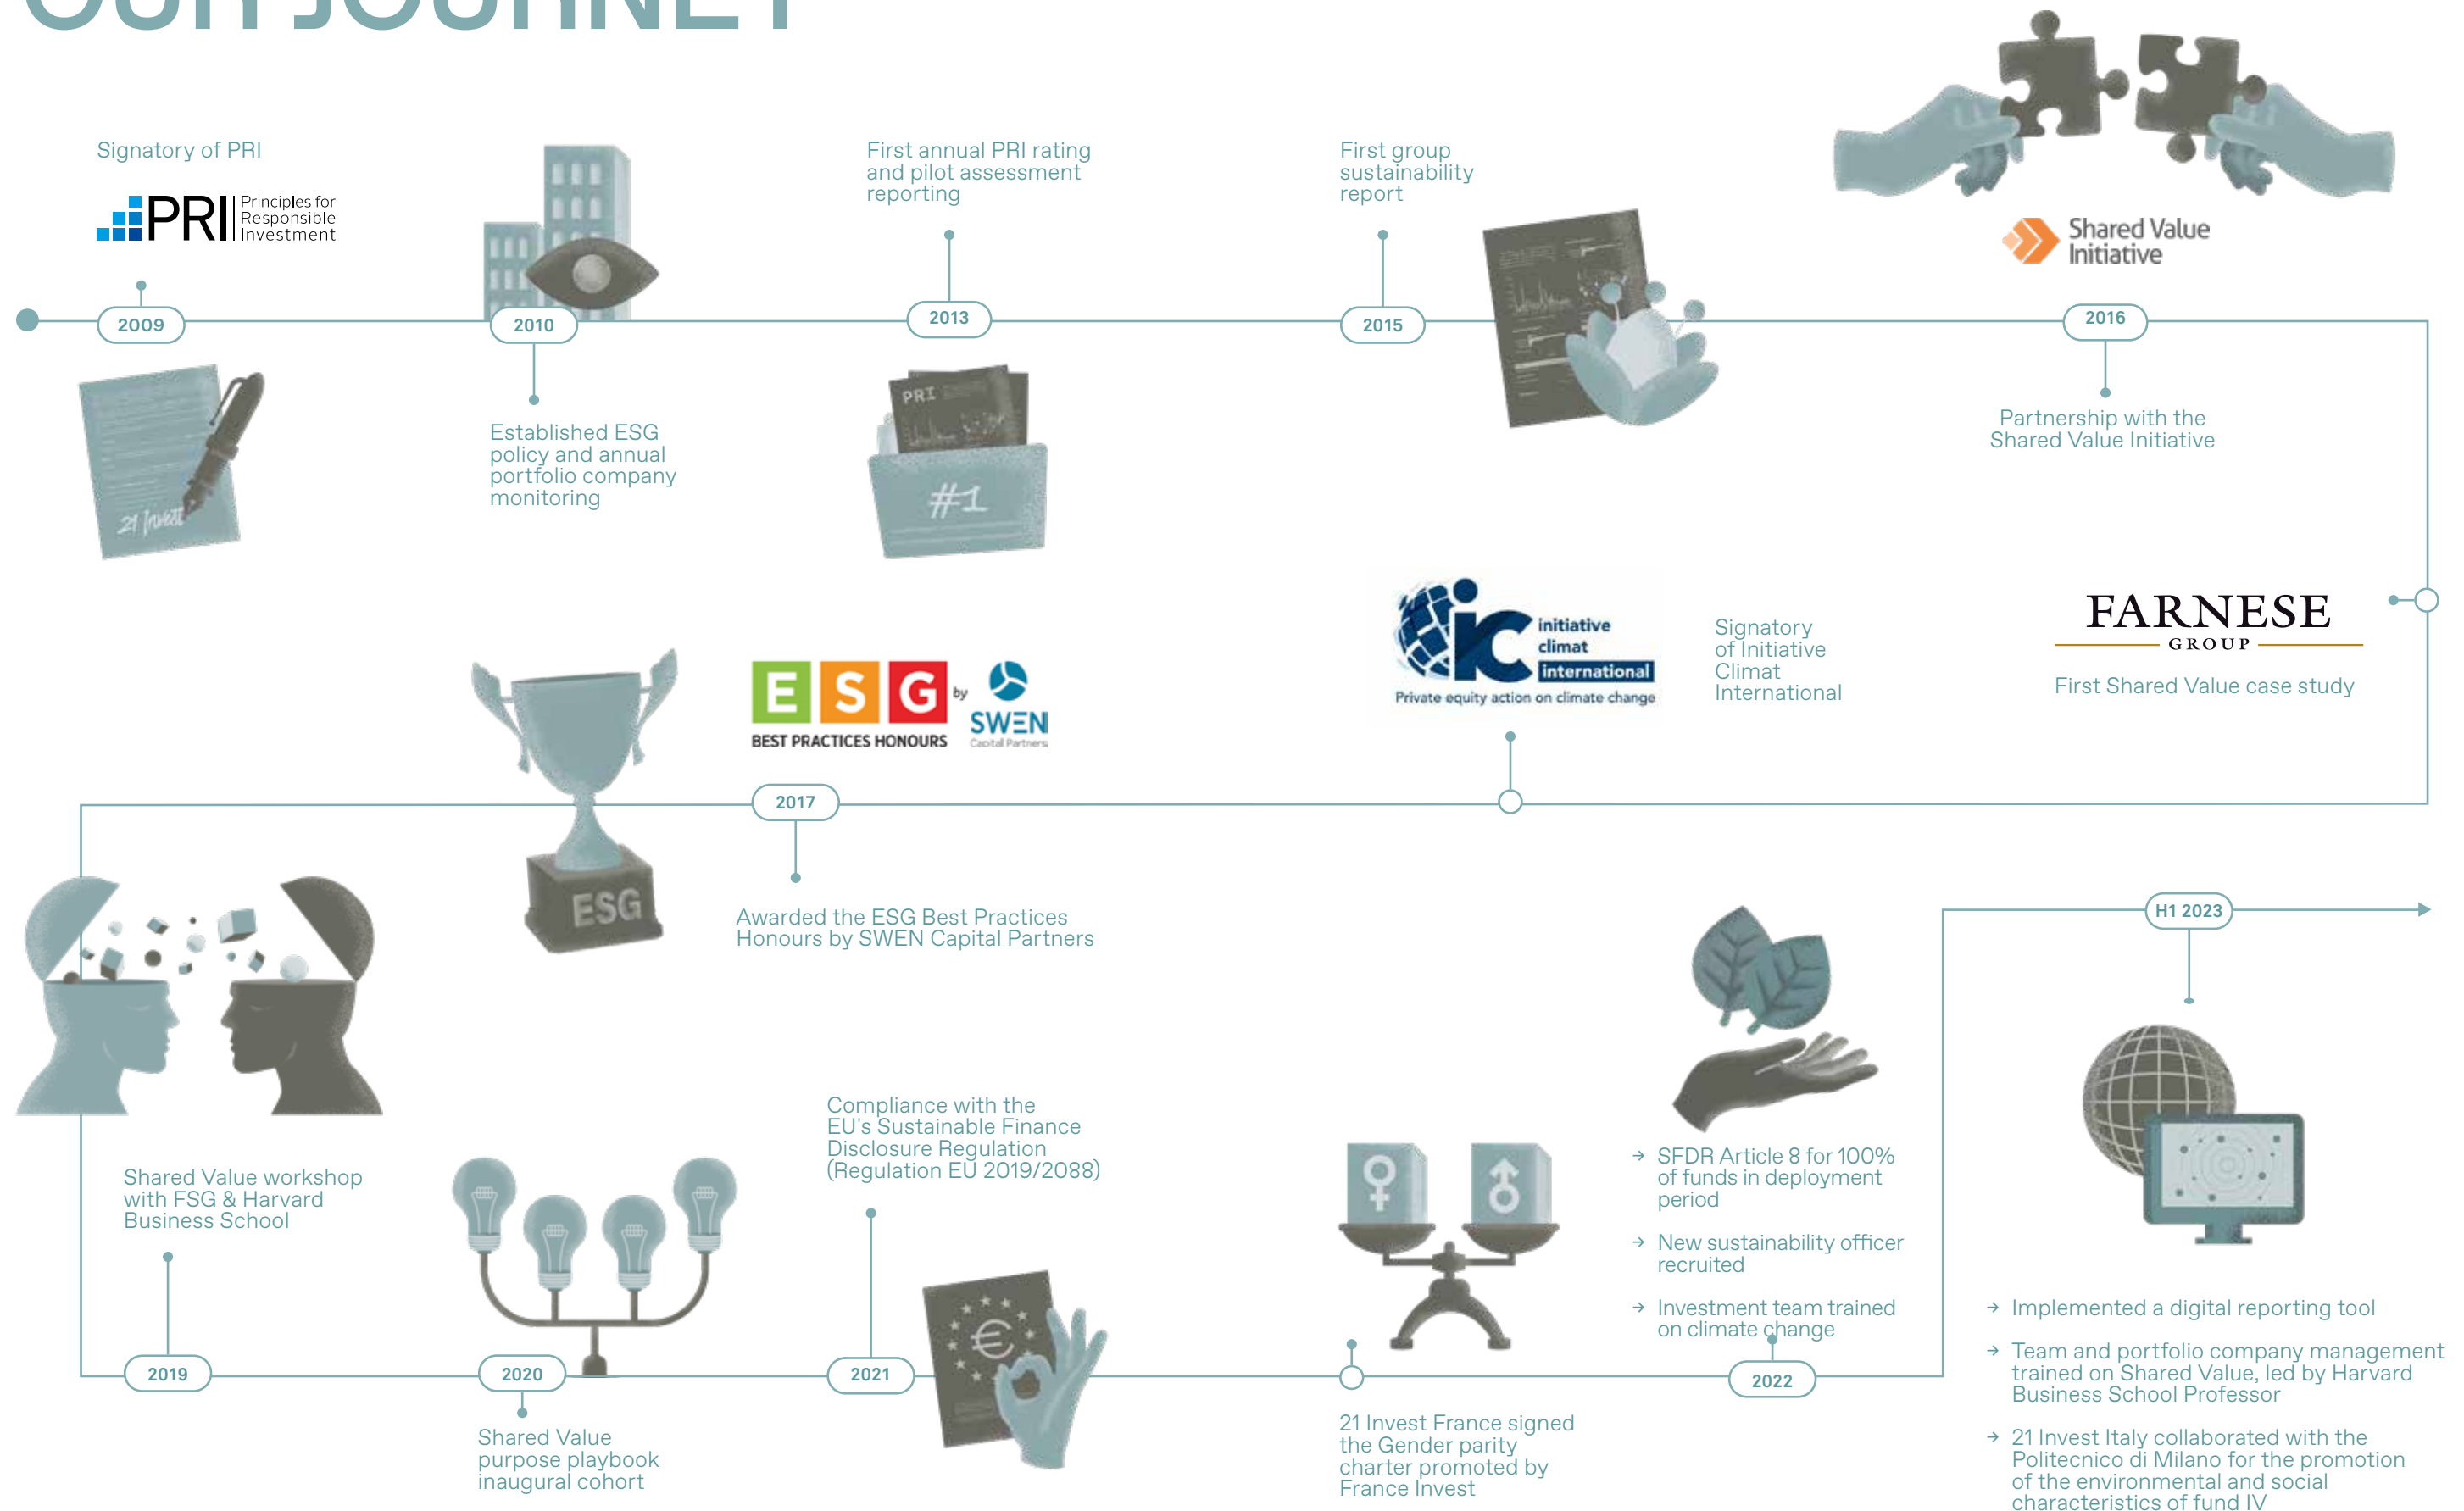 OUR JOURNEY
Signatory of PRI
PRI
Principles for
Responsible
Investment
2009
21 Invest
2010
Established ESG
policy and annual
portfolio company
monitoring
First annual PRI rating
and pilot assessment
reporting
2013
PRI
#1
First group
sustainability
report
2015
Shared Value
Initiative
2016
Partnership with the
Shared Value Initiative
FARNESE
GROUP
First Shared Value case study
ic
initiative
climat
international
Private equity action on climate change
Signatory
of Initiative
Climat
International
E S G by
SWEN
Capital Partners
BEST PRACTICES HONOURS
2017
Awarded the ESG Best Practices
Honours by SWEN Capital Partners
ESG
Shared Value workshop
with FSG & Harvard
Business School
2019
2020
Shared Value
purpose playbook
inaugural cohort
Compliance with the
EU's Sustainable Finance
Disclosure Regulation
(Regulation EU 2019/2088)
2021
€
21 Invest France signed
the Gender parity
charter promoted by
France Invest
→ SFDR Article 8 for 100%
of funds in deployment
period
→ New sustainability officer
recruited
→ Investment team trained
on climate change
2022
H1 2023
→ Implemented a digital reporting tool
→ Team and portfolio company management
trained on Shared Value, led by Harvard
Business School Professor
→ 21 Invest Italy collaborated with the
Politecnico di Milano for the promotion
of the environmental and social
characteristics of fund IV